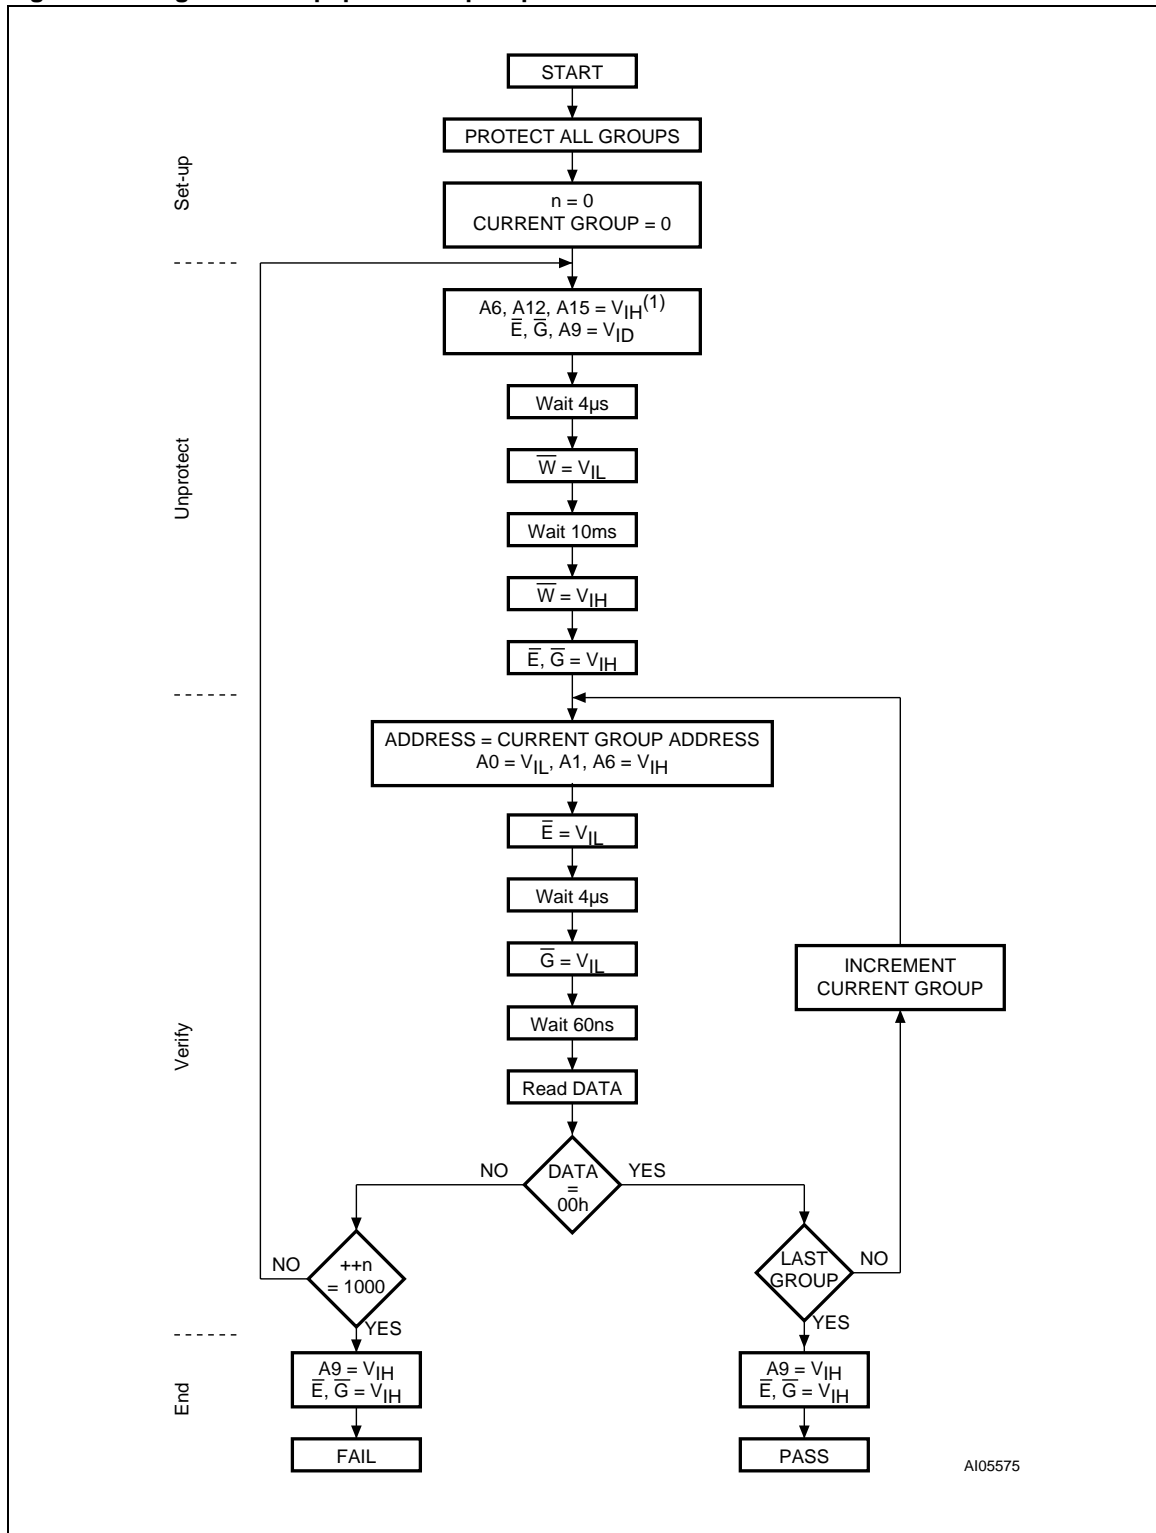 START
PROTECT ALL GROUPS
Set-up
n = 0
CURRENT GROUP = 0
A6, A12, A15 = VIH(1)
E̅, G̅, A9 = VID
Wait 4µs
Unprotect
W̅ = VIL
Wait 10ms
W̅ = VIH
E̅, G̅ = VIH
ADDRESS = CURRENT GROUP ADDRESS
A0 = VIL, A1, A6 = VIH
E̅ = VIL
Wait 4µs
G̅ = VIL
INCREMENT
CURRENT GROUP
Wait 60ns
Verify
Read DATA
NO
DATA
=
00h
YES
NO
++n
= 1000
LAST
GROUP
NO
YES
YES
End
A9 = VIH
E̅, G̅ = VIH
A9 = VIH
E̅, G̅ = VIH
FAIL
PASS
AI05575